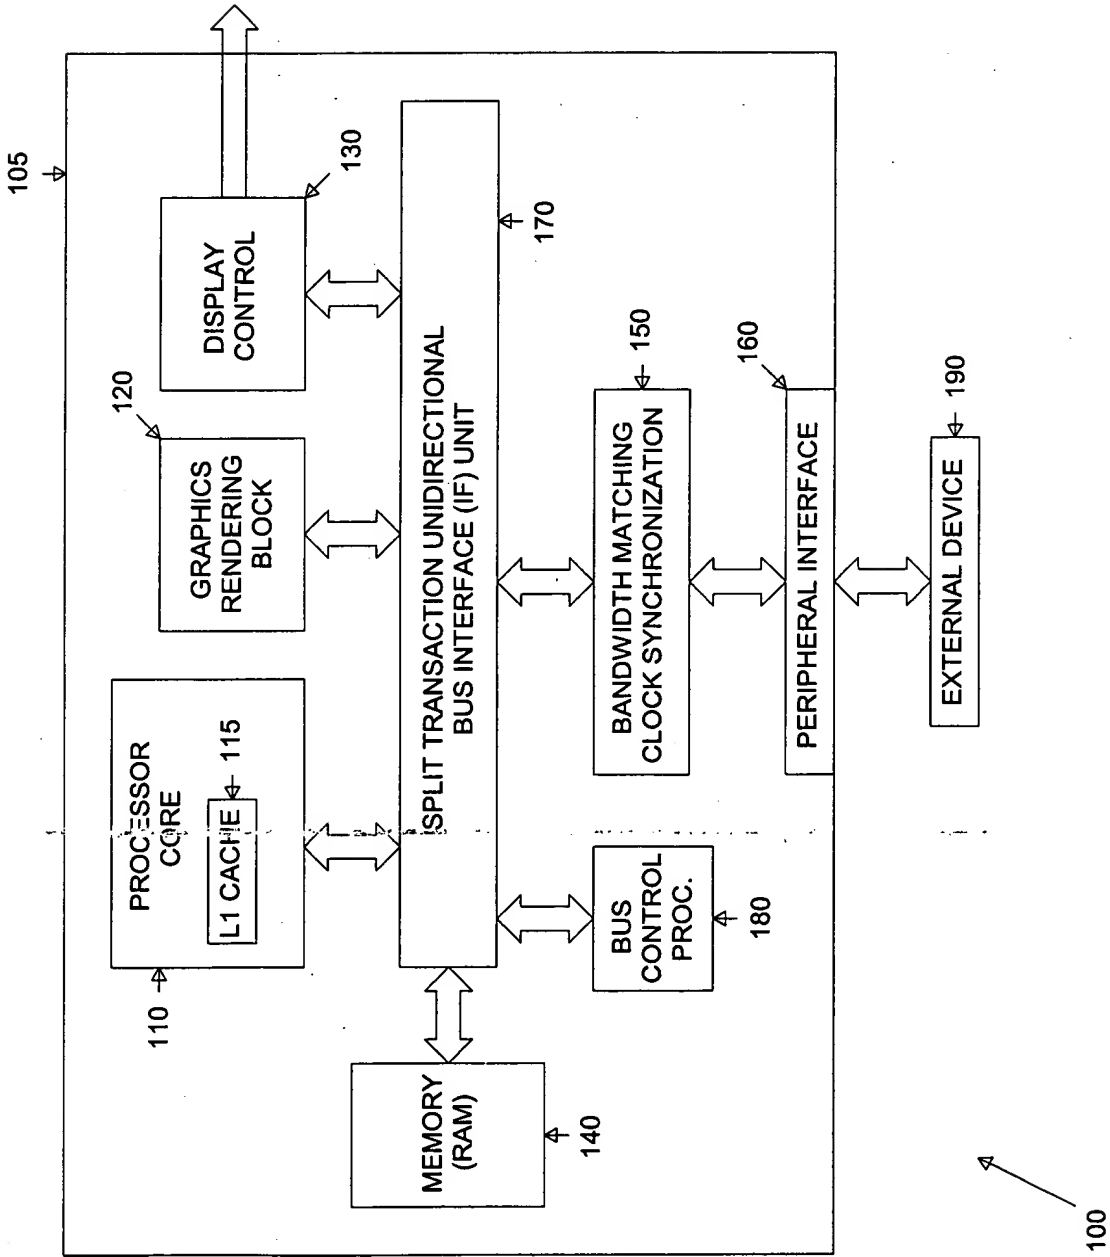 105
PROCESSOR
CORE
L1 CACHE
115
110
GRAPHICS
RENDERING
BLOCK
120
DISPLAY
CONTROL
130
MEMORY
(RAM)
140
SPLIT TRANSACTION UNIDIRECTIONAL
BUS INTERFACE (IF) UNIT
170
BUS
CONTROL
PROC.
180
BANDWIDTH MATCHING
CLOCK SYNCHRONIZATION
150
PERIPHERAL INTERFACE
160
EXTERNAL DEVICE
190
100